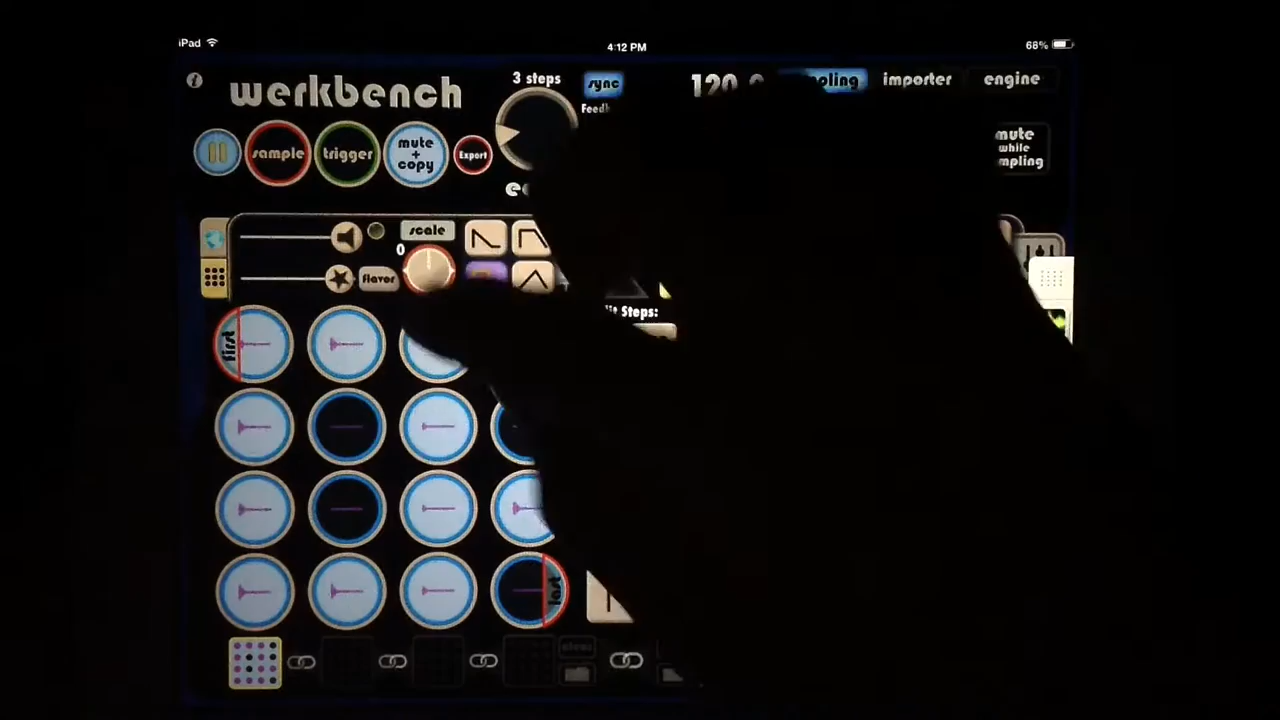 iPad
4:12 PM
68%
werkbench
3 steps
sync
importer
engine
mute
+
copy
sample
trigger
Export
mute
while
scale
0
flavor
Steps:
first
last